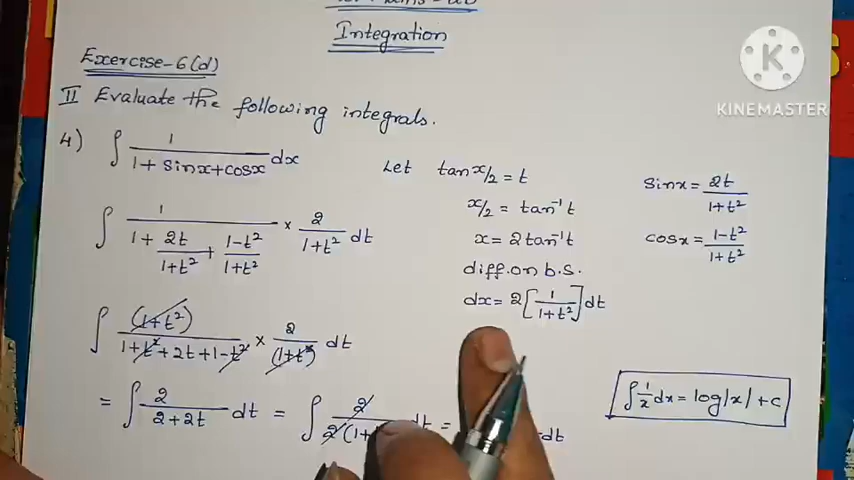 Integration
Exercise-6(d)
II Evaluate the following integrals.
4) ∫ 1/(1+sinx+cosx) dx
∫ 1/(1+ 2t/(1+t²) + (1-t²)/(1+t²)) × 2/(1+t²) dt
∫ (1+t²)/(1+t²+2t+1-t²) × 2/(1+t²) dt
= ∫ 2/(2+2t) dt = ∫ 2/2(1+ dt =
Let tan x/2 = t
x/2 = tan⁻¹t
x = 2tan⁻¹t
diff.on b.s.
dx = 2[1/(1+t²)]dt
sinx = 2t/(1+t²)
cosx = (1-t²)/(1+t²)
∫ 1/x dx = log|x| + c
dt
KINEMASTER